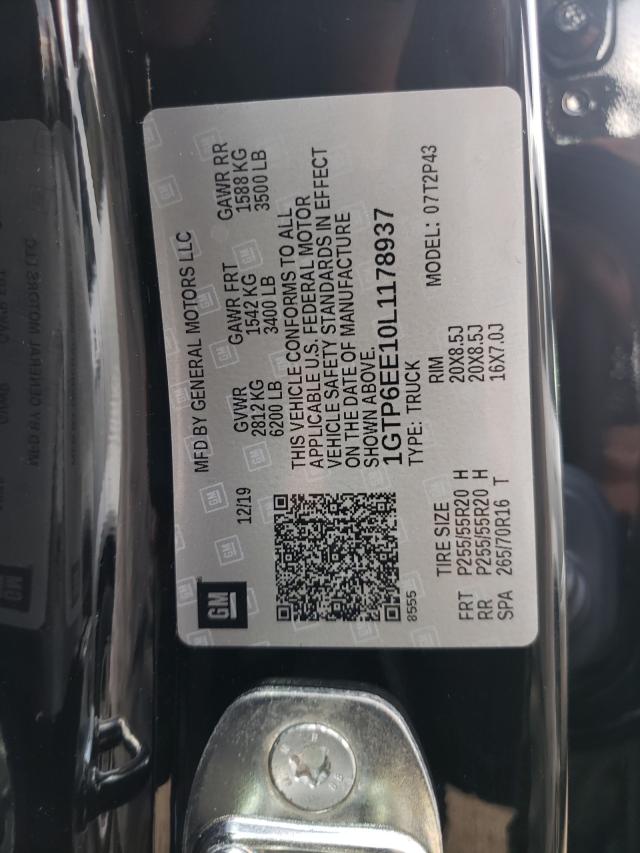 GM
MFD BY GENERAL MOTORS LLC
12/19 GVWR GAWR FRT GAWR RR
2812 KG 1542 KG 1588 KG
6200 LB 3400 LB 3500 LB
THIS VEHICLE CONFORMS TO ALL
APPLICABLE U.S. FEDERAL MOTOR
VEHICLE SAFETY STANDARDS IN EFFECT
ON THE DATE OF MANUFACTURE
SHOWN ABOVE.
1GTP6EE10L1178937
8555 TYPE: TRUCK MODEL: 07T2P43
TIRE SIZE RIM
FRT P255/55R20 H 20X8.5J
RR P255/55R20 H 20X8.5J
SPA 265/70R16 T 16X7.0J